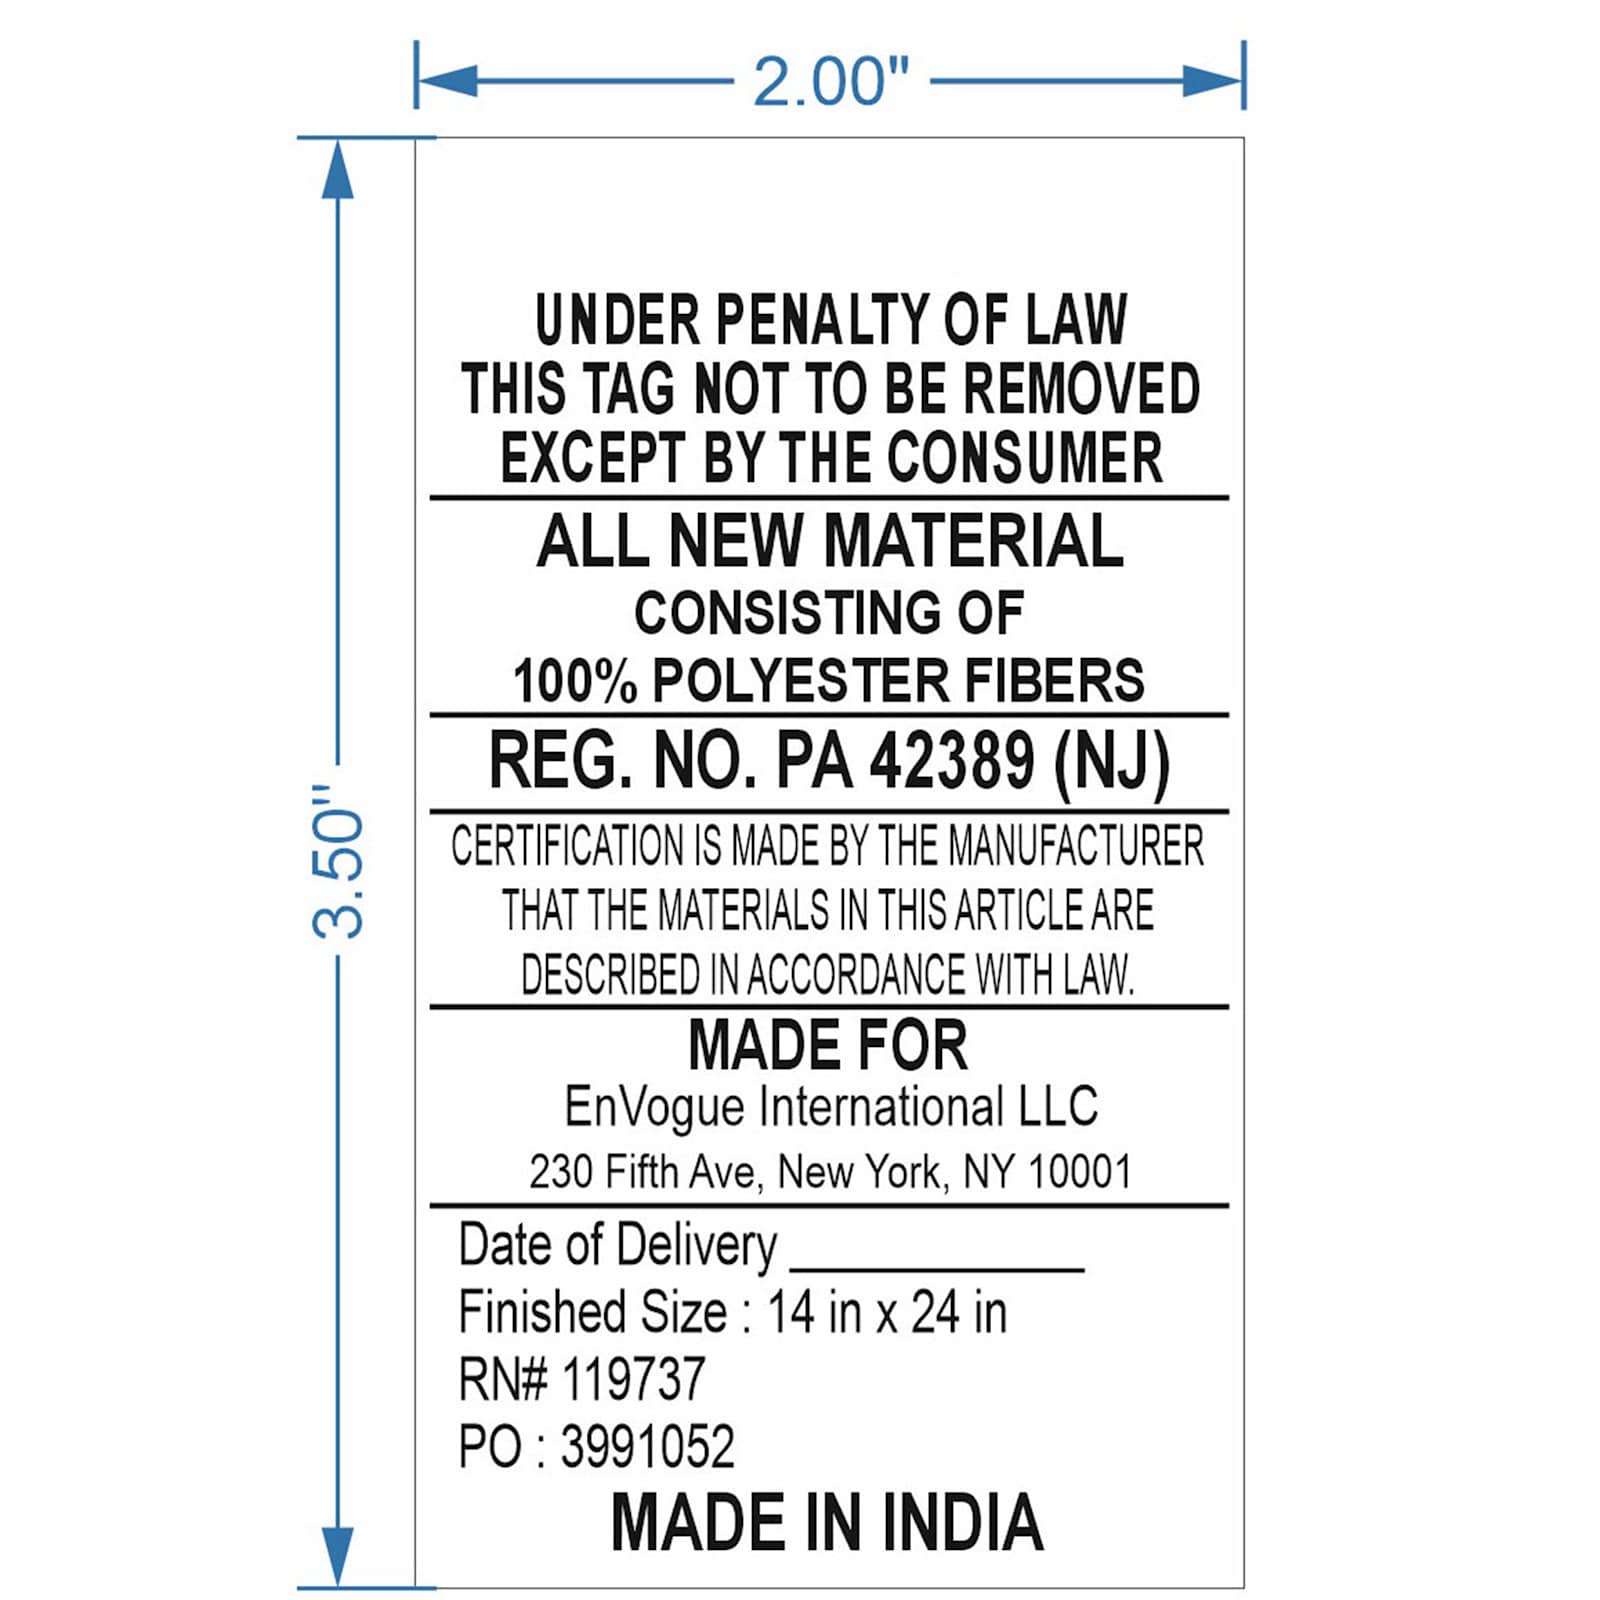 2.00"
3.50"
UNDER PENALTY OF LAW
THIS TAG NOT TO BE REMOVED
EXCEPT BY THE CONSUMER
ALL NEW MATERIAL
CONSISTING OF
100% POLYESTER FIBERS
REG. NO. PA 42389 (NJ)
CERTIFICATION IS MADE BY THE MANUFACTURER
THAT THE MATERIALS IN THIS ARTICLE ARE
DESCRIBED IN ACCORDANCE WITH LAW.
MADE FOR
EnVogue International LLC
230 Fifth Ave, New York, NY 10001
Date of Delivery ___________
Finished Size : 14 in x 24 in
RN# 119737
PO : 3991052
MADE IN INDIA